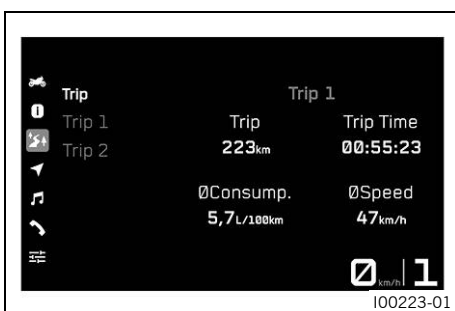 Trip
Trip 1
Trip 2
Trip 1
Trip Trip Time
223km 00:55:23
ØConsump. ØSpeed
5,7L/100km 47km/h
0 km/h 1
I00223-01